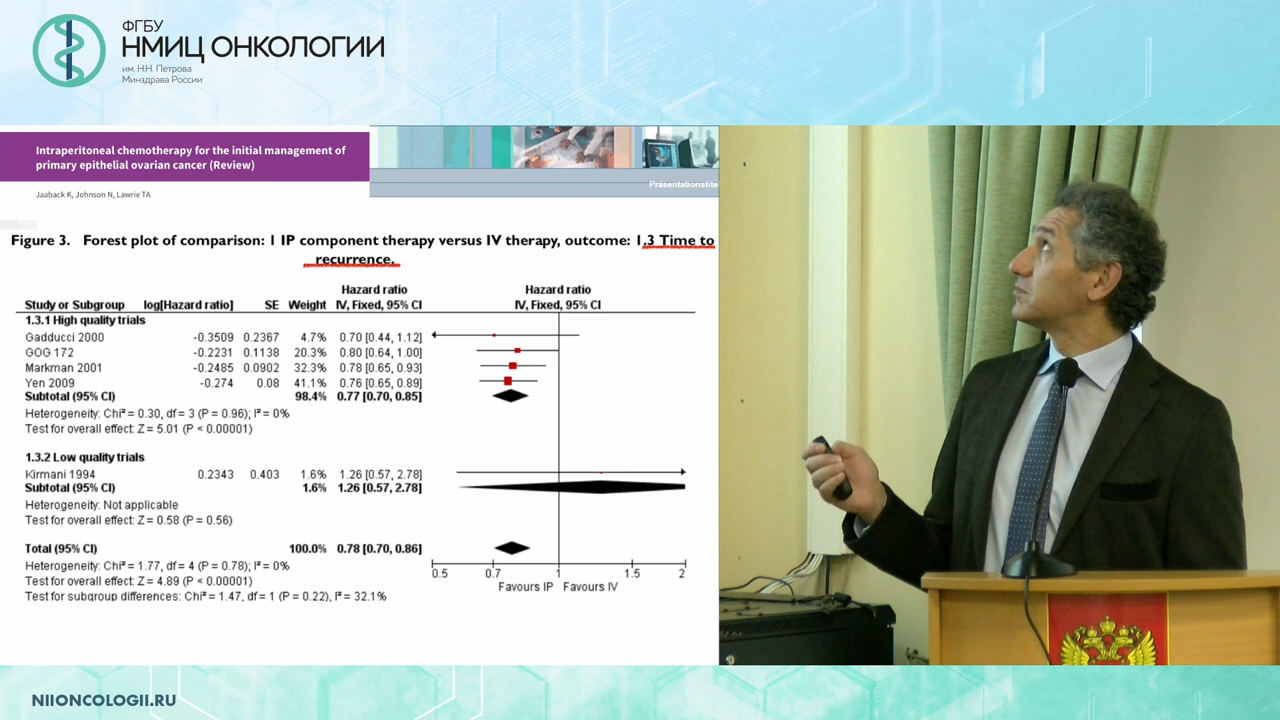 ФГБУ
НМИЦ ОНКОЛОГИИ
им. Н.Н. Петрова
Минздрава России
Intraperitoneal chemotherapy for the initial management of
primary epithelial ovarian cancer (Review)
Präsentationstite
Jaaback K, Johnson N, Lawrie TA
Figure 3. Forest plot of comparison: 1 IP component therapy versus IV therapy, outcome: 1.3 Time to
recurrence.
Hazard ratio Hazard ratio
Study or Subgroup log[Hazard ratio] SE Weight IV, Fixed, 95% CI IV, Fixed, 95% CI
1.3.1 High quality trials
Gadducci 2000 -0.3509 0.2367 4.7% 0.70 [0.44, 1.12]
GOG 172 -0.2231 0.1138 20.3% 0.80 [0.64, 1.00]
Markman 2001 -0.2485 0.0902 32.3% 0.78 [0.65, 0.93]
Yen 2009 -0.274 0.08 41.1% 0.76 [0.65, 0.89]
Subtotal (95% CI) 98.4% 0.77 [0.70, 0.85]
Heterogeneity: Chi² = 0.30, df = 3 (P = 0.96); I² = 0%
Test for overall effect: Z = 5.01 (P < 0.00001)
1.3.2 Low quality trials
Kirmani 1994 0.2343 0.403 1.6% 1.26 [0.57, 2.78]
Subtotal (95% CI) 1.6% 1.26 [0.57, 2.78]
Heterogeneity: Not applicable
Test for overall effect: Z = 0.58 (P = 0.56)
Total (95% CI) 100.0% 0.78 [0.70, 0.86]
Heterogeneity: Chi² = 1.77, df = 4 (P = 0.78); I² = 0%
Test for overall effect: Z = 4.89 (P < 0.00001)
Test for subgroup differences: Chi² = 1.47, df = 1 (P = 0.22), I² = 32.1%
0.5 0.7 1 1.5 2
Favours IP Favours IV
NIIONCOLOGII.RU